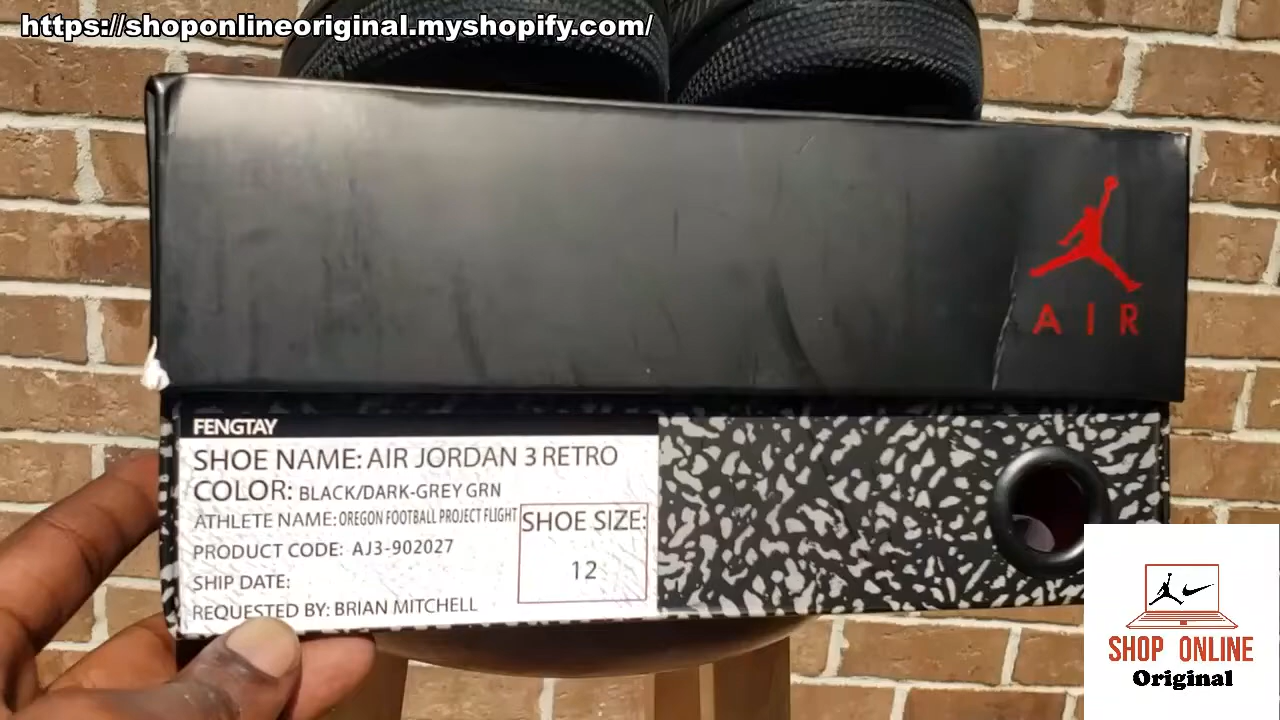 https://shoponlineoriginal.myshopify.com/
AIR
FENGTAY
SHOE NAME: AIR JORDAN 3 RETRO
COLOR: BLACK/DARK-GREY GRN
ATHLETE NAME: OREGON FOOTBALL PROJECT FLIGHT
PRODUCT CODE: AJ3-902027
SHIP DATE:
REQUESTED BY: BRIAN MITCHELL
SHOE SIZE:
12
SHOP ONLINE
Original